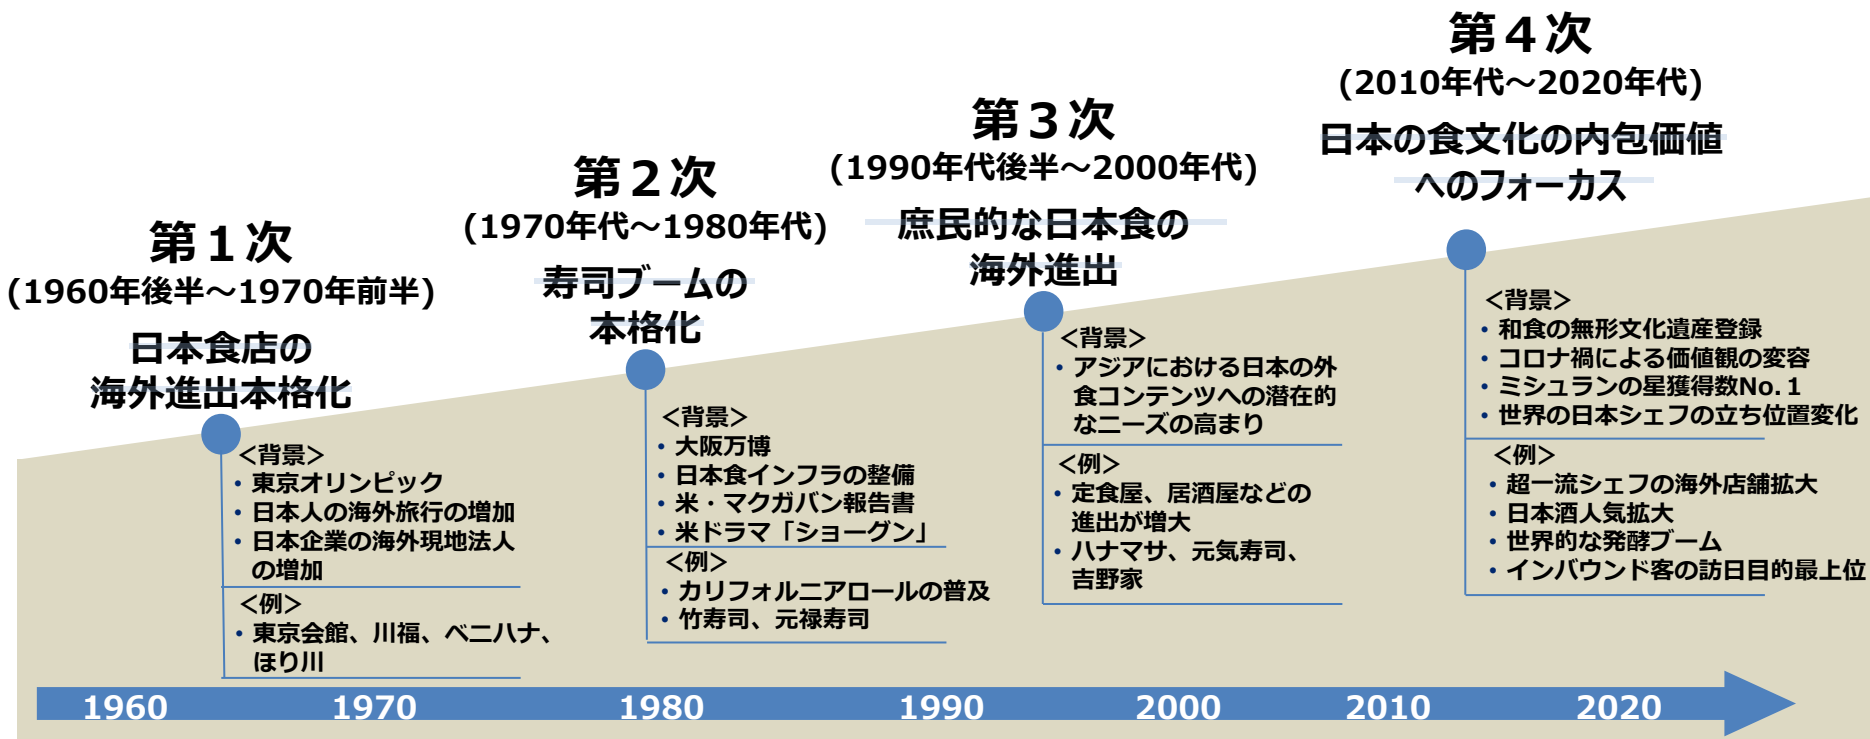 第１次
(1960年後半～1970年前半)
日本食店の
海外進出本格化
<背景>
・東京オリンピック
・日本人の海外旅行の増加
・日本企業の海外現地法人
の増加
<例>
・東京会館、川福、ベニハナ、
ほり川
第２次
(1970年代～1980年代)
寿司ブームの
本格化
<背景>
・大阪万博
・日本食インフラの整備
・米・マクガバン報告書
・米ドラマ「ショーグン」
<例>
・カリフォルニアロールの普及
・竹寿司、元禄寿司
第３次
(1990年代後半～2000年代)
庶民的な日本食の
海外進出
<背景>
・アジアにおける日本の外
食コンテンツへの潜在的
なニーズの高まり
<例>
・定食屋、居酒屋などの
進出が増大
・ハナマサ、元気寿司、
吉野家
第４次
(2010年代～2020年代)
日本の食文化の内包価値
へのフォーカス
<背景>
・和食の無形文化遺産登録
・コロナ禍による価値観の変容
・ミシュランの星獲得数No.1
・世界の日本シェフの立ち位置変化
<例>
・超一流シェフの海外店舗拡大
・日本酒人気拡大
・世界的な発酵ブーム
・インバウンド客の訪日目的最上位
1960 1970 1980 1990 2000 2010 2020